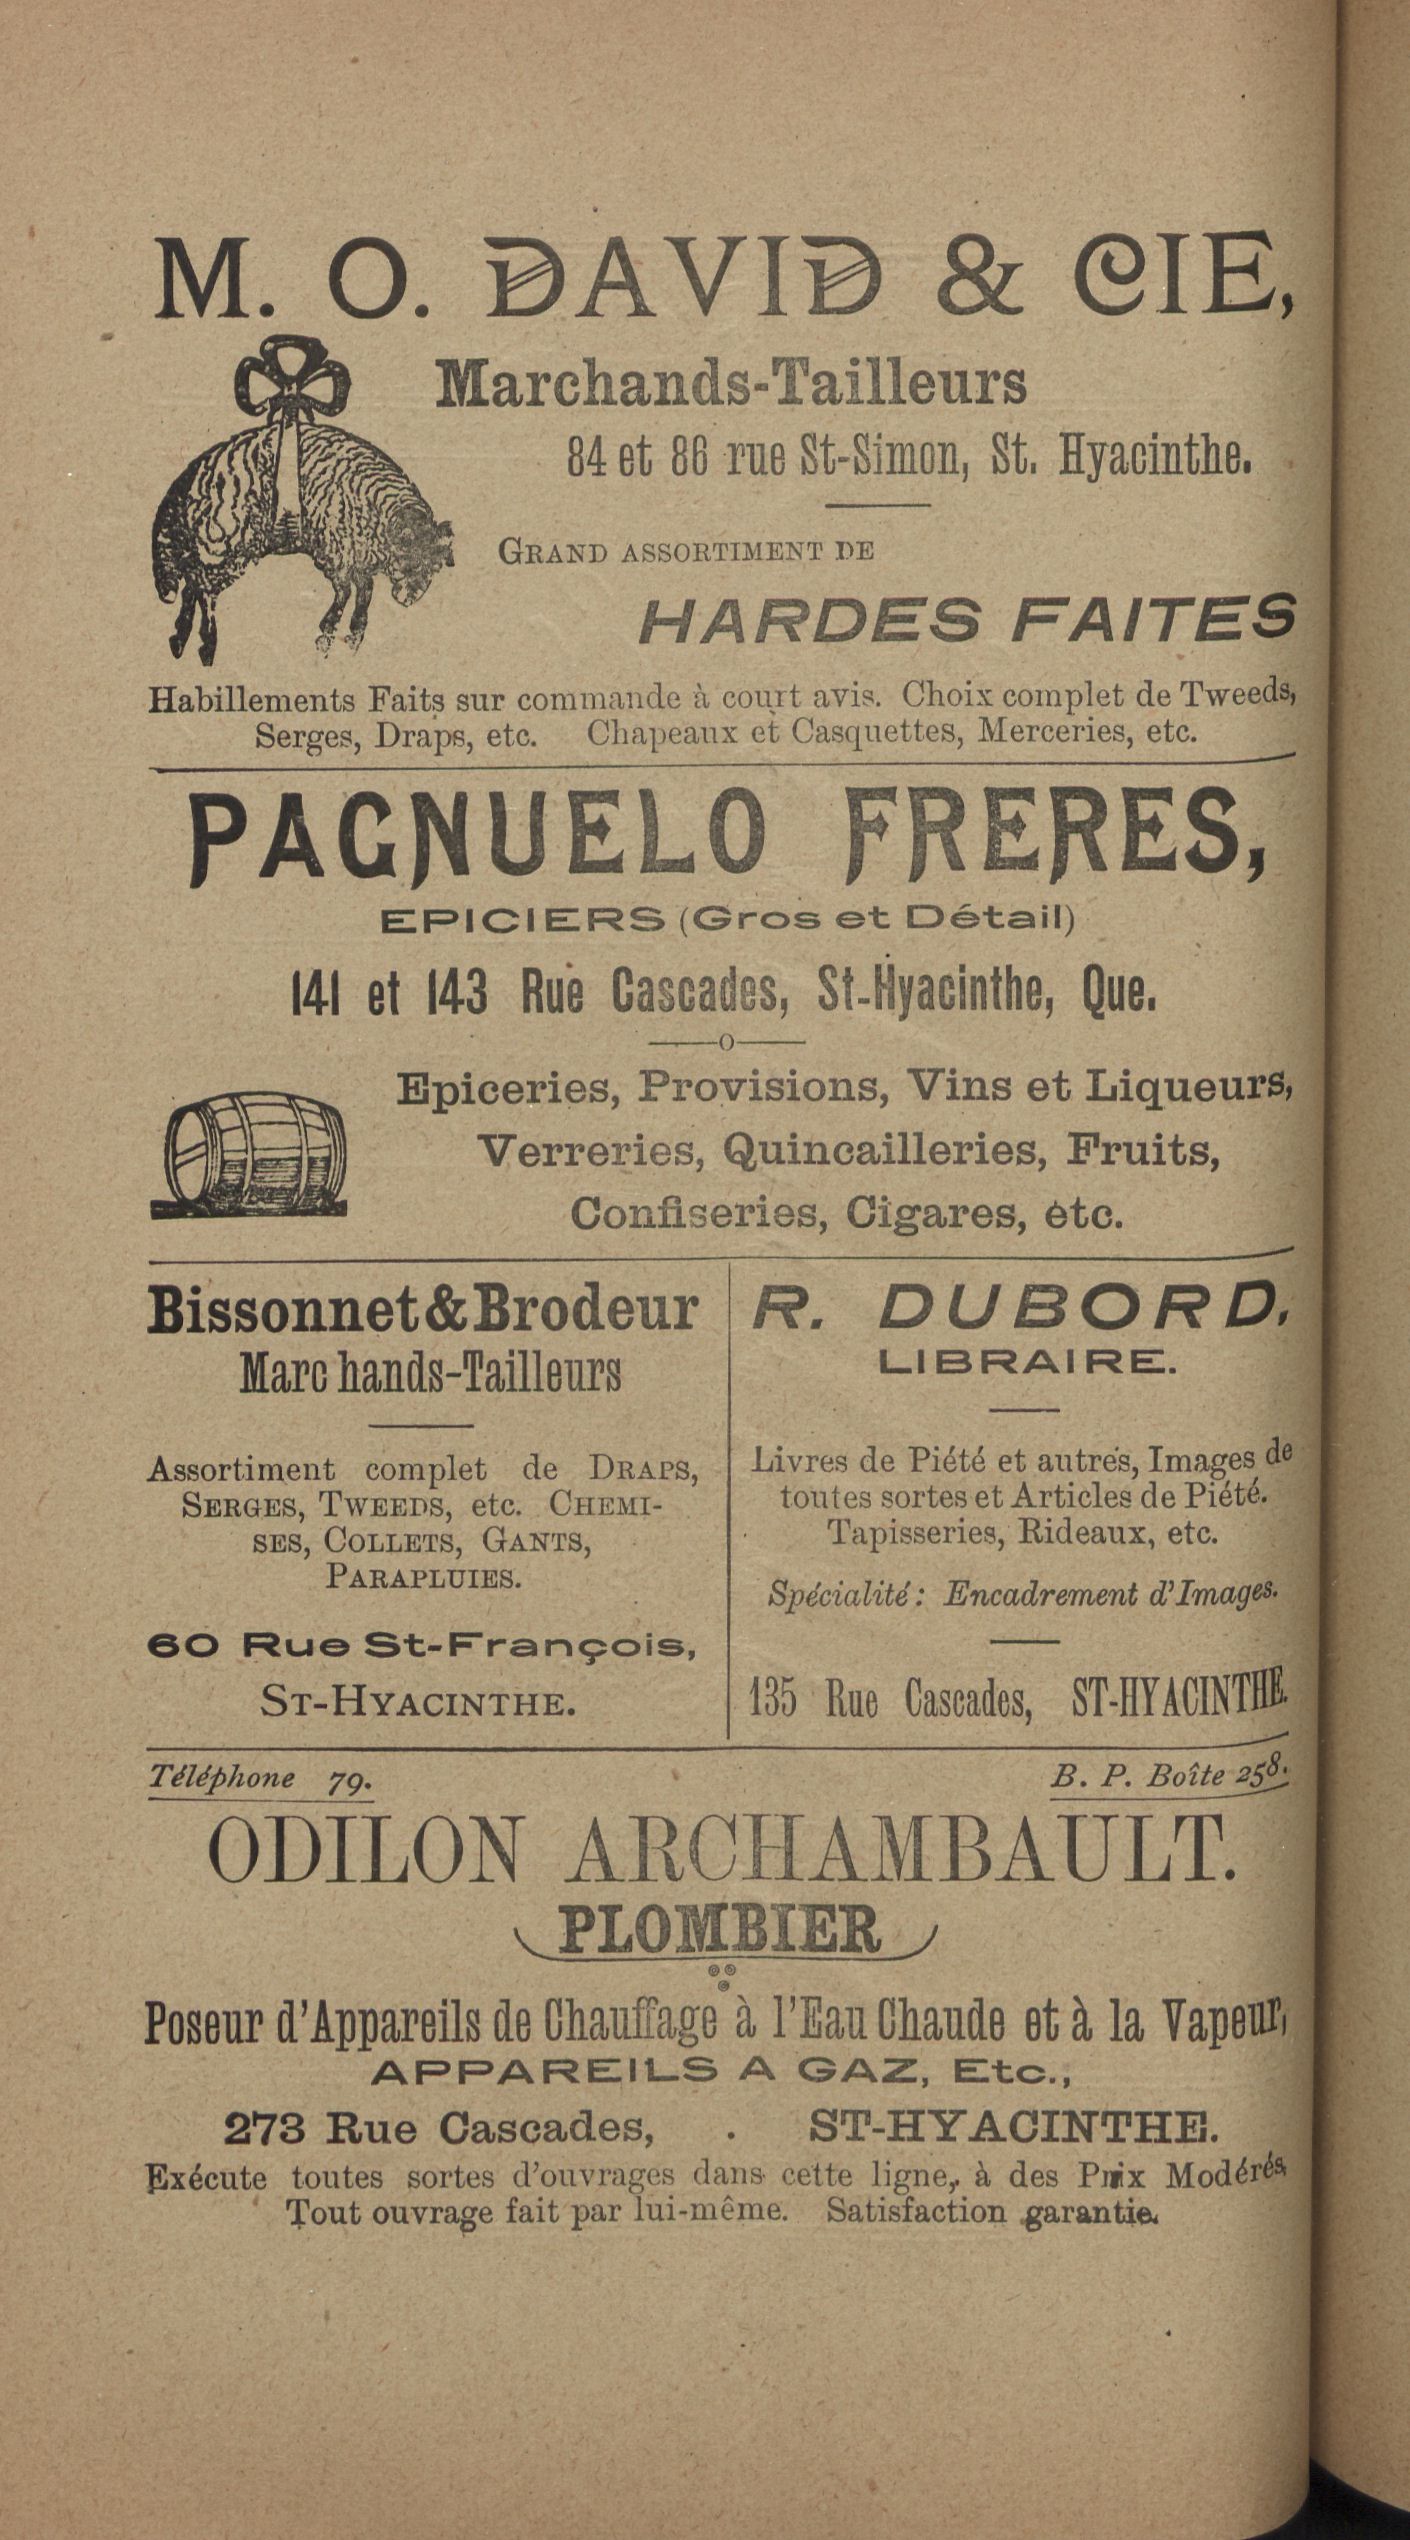 M. O. DAVID & CIE,
Marchands-Tailleurs
84 et 86 rue St-Simon, St. Hyacinthe.
GRAND ASSORTIMENT DE
HARDES FAITES
Habillements Faits sur commande à court avis. Choix complet de Tweeds,
Serges, Draps, etc. Chapeaux et Casquettes, Merceries, etc.
PAGNUELO FRERES,
EPICIERS (Gros et Détail)
141 et 143 Rue Cascades, St-Hyacinthe, Que.
Epiceries, Provisions, Vins et Liqueurs,
Verreries, Quincailleries, Fruits,
Confiseries, Cigares, etc.
Bissonnet & Brodeur
Marchands-Tailleurs
Assortiment complet de DRAPS,
SERGES, TWEEDS, etc. CHEMI-
SES, COLLETS, GANTS,
PARAPLUIES.
60 Rue St-François,
ST-HYACINTHE.
R. DUBORD,
LIBRAIRE.
Livres de Piété et autres, Images de
toutes sortes et Articles de Piété.
Tapisseries, Rideaux, etc.
Spécialité: Encadrement d'Images.
135 Rue Cascades, ST-HYACINTHE.
Téléphone 79. B. P. Boîte 258.
ODILON ARCHAMBAULT.
PLOMBIER
Poseur d'Appareils de Chauffage à l'Eau Chaude et à la Vapeur,
APPAREILS A GAZ, Etc.,
273 Rue Cascades, . ST-HYACINTHE.
Exécute toutes sortes d'ouvrages dans cette ligne, à des Prix Modérés,
Tout ouvrage fait par lui-même. Satisfaction garantie.